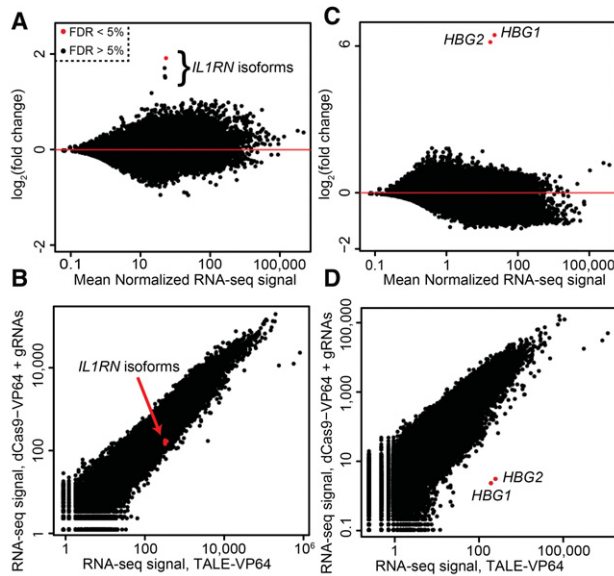 A
FDR < 5%
FDR > 5%
IL1RN isoforms
2
0
-2
log2(fold change)
0.1
10
1000
100,000
Mean Normalized RNA-seq signal
C
HBG2
HBG1
6
0
-2
log2(fold change)
0.1
1
10
1000
100,000
Mean Normalized RNA-seq signal
B
IL1RN isoforms
10,000
100
1
RNA-seq signal, dCas9-VP64 + gRNAs
1
100
10,000
10⁶
RNA-seq signal, TALE-VP64
D
HBG2
HBG1
100,000
1,000
10
0.1
RNA-seq signal, dCas9-VP64 + gRNAs
1
100
100,000
RNA-seq signal, TALE-VP64